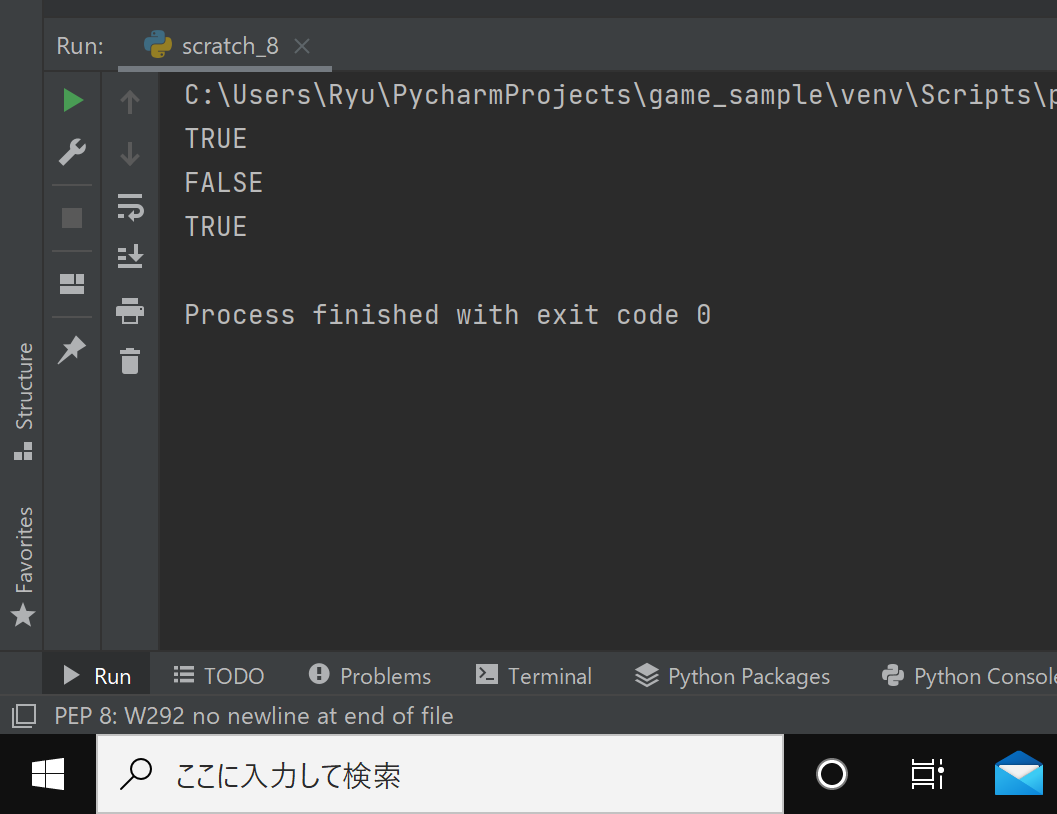 Run: scratch_8
C:\Users\Ryu\PycharmProjects\game_sample\venv\Scripts\p
TRUE
FALSE
TRUE
Process finished with exit code 0
Structure
Favorites
Run TODO Problems Terminal Python Packages Python Console
PEP 8: W292 no newline at end of file
ここに入力して検索